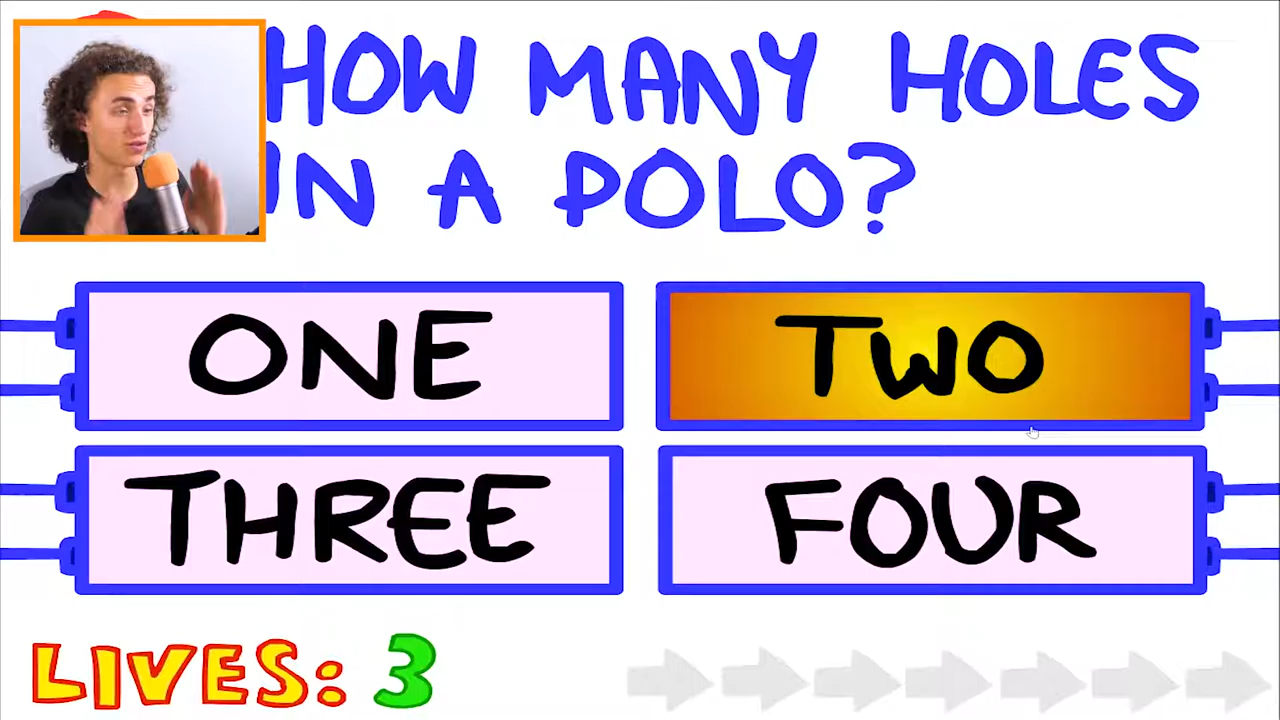 HOW MANY HOLES
IN A POLO?
ONE
TWO
THREE
FOUR
LIVES: 3